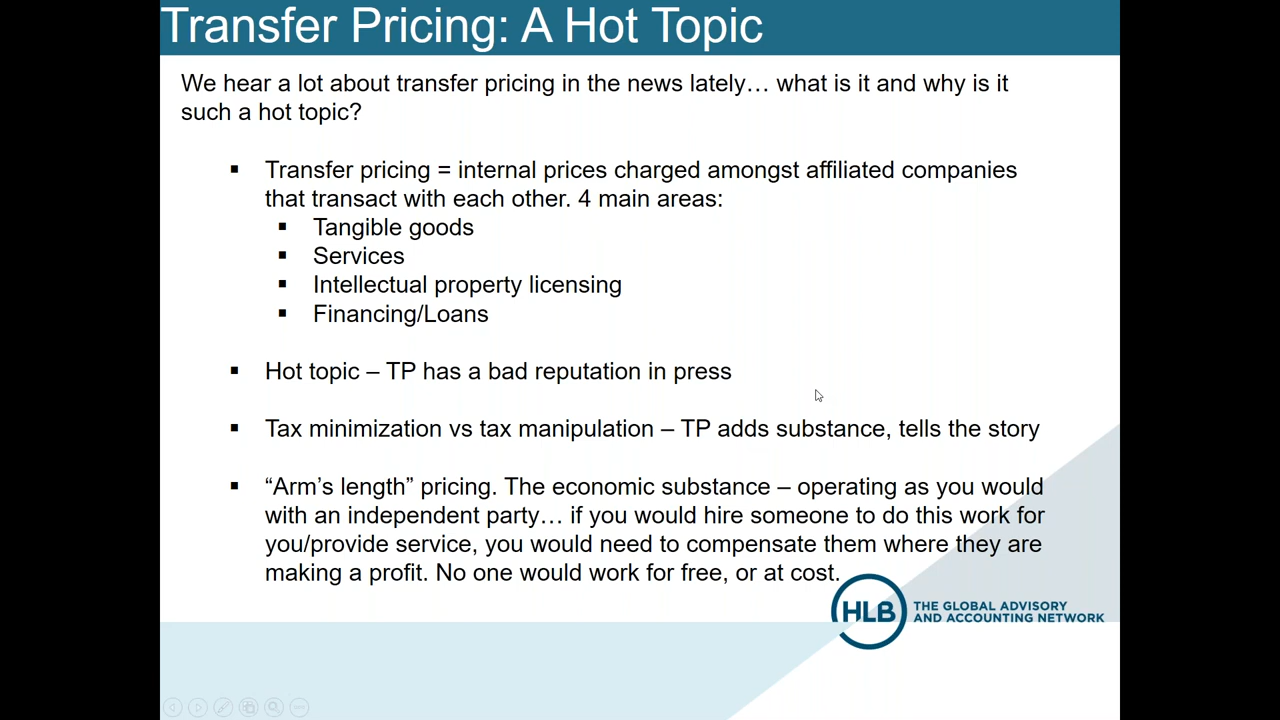 Transfer Pricing: A Hot Topic
We hear a lot about transfer pricing in the news lately… what is it and why is it
such a hot topic?
▪ Transfer pricing = internal prices charged amongst affiliated companies
that transact with each other. 4 main areas:
▪ Tangible goods
▪ Services
▪ Intellectual property licensing
▪ Financing/Loans
▪ Hot topic – TP has a bad reputation in press
▪ Tax minimization vs tax manipulation – TP adds substance, tells the story
▪ “Arm’s length” pricing. The economic substance – operating as you would
with an independent party… if you would hire someone to do this work for
you/provide service, you would need to compensate them where they are
making a profit. No one would work for free, or at cost.
HLB
THE GLOBAL ADVISORY
AND ACCOUNTING NETWORK